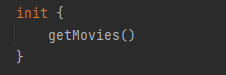 init {
    getMovies()
}